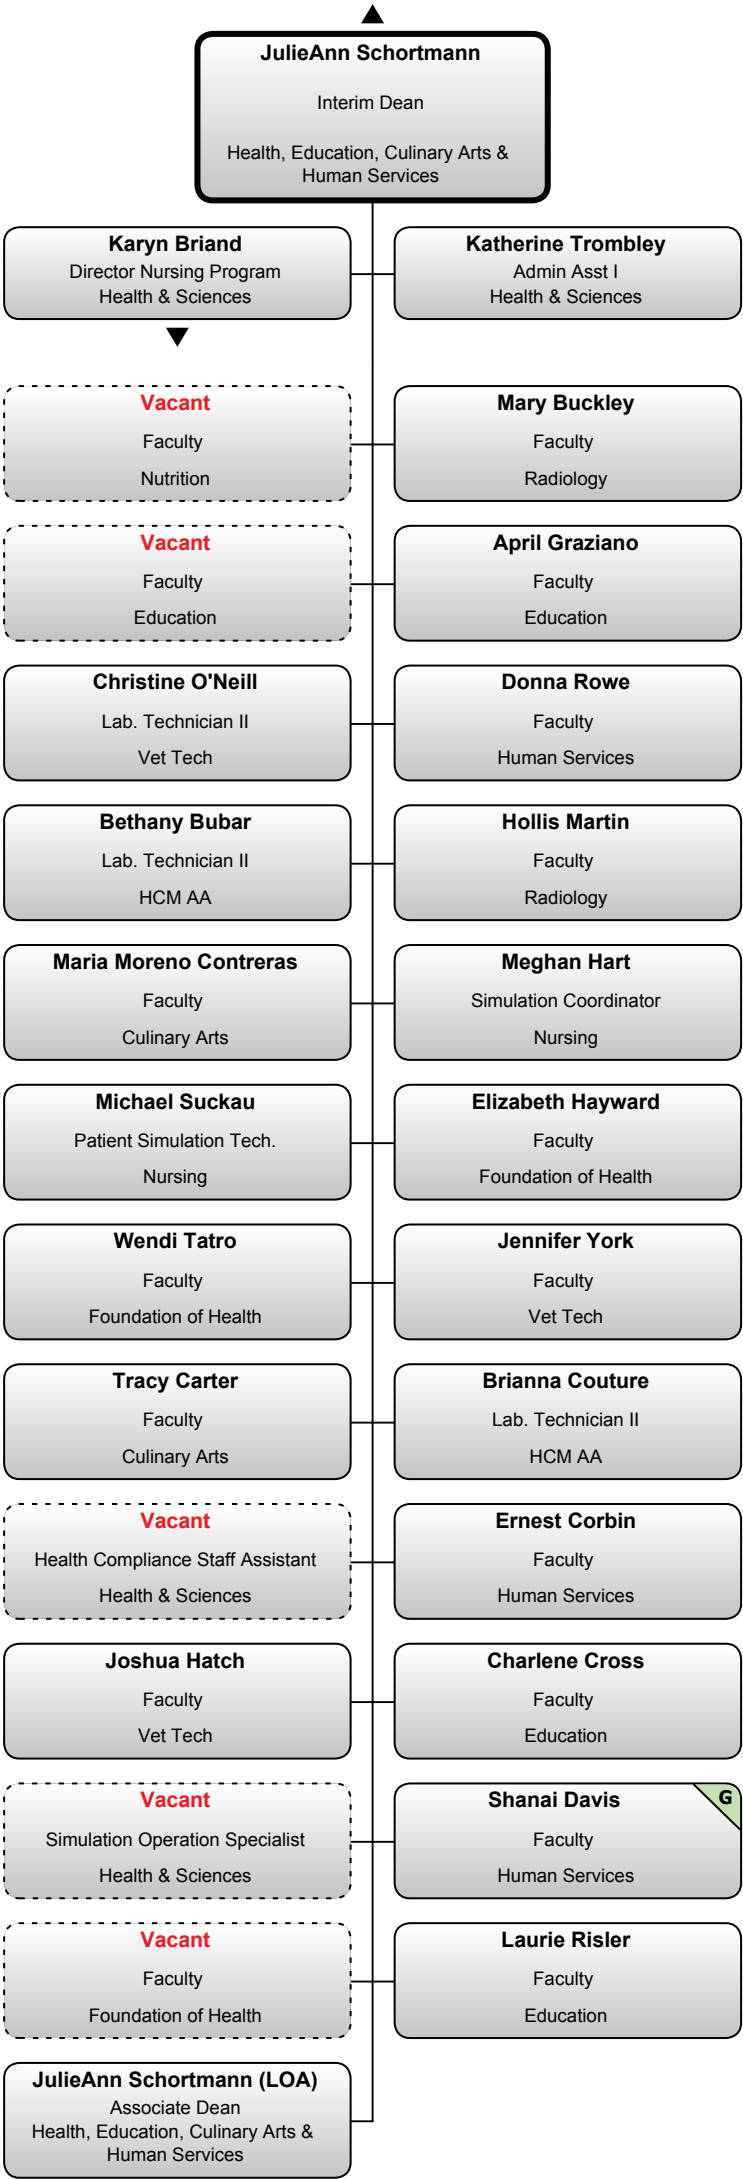 JulieAnn Schortmann
Interim Dean
Health, Education, Culinary Arts &
Human Services
Karyn Briand
Director Nursing Program
Health & Sciences
Katherine Trombley
Admin Asst I
Health & Sciences
Vacant
Faculty
Nutrition
Mary Buckley
Faculty
Radiology
Vacant
Faculty
Education
April Graziano
Faculty
Education
Christine O'Neill
Lab. Technician II
Vet Tech
Donna Rowe
Faculty
Human Services
Bethany Bubar
Lab. Technician II
HCM AA
Hollis Martin
Faculty
Radiology
Maria Moreno Contreras
Faculty
Culinary Arts
Meghan Hart
Simulation Coordinator
Nursing
Michael Suckau
Patient Simulation Tech.
Nursing
Elizabeth Hayward
Faculty
Foundation of Health
Wendi Tatro
Faculty
Foundation of Health
Jennifer York
Faculty
Vet Tech
Tracy Carter
Faculty
Culinary Arts
Brianna Couture
Lab. Technician II
HCM AA
Vacant
Health Compliance Staff Assistant
Health & Sciences
Ernest Corbin
Faculty
Human Services
Joshua Hatch
Faculty
Vet Tech
Charlene Cross
Faculty
Education
Vacant
Simulation Operation Specialist
Health & Sciences
Shanai Davis
G
Faculty
Human Services
Vacant
Faculty
Foundation of Health
Laurie Risler
Faculty
Education
JulieAnn Schortmann (LOA)
Associate Dean
Health, Education, Culinary Arts &
Human Services